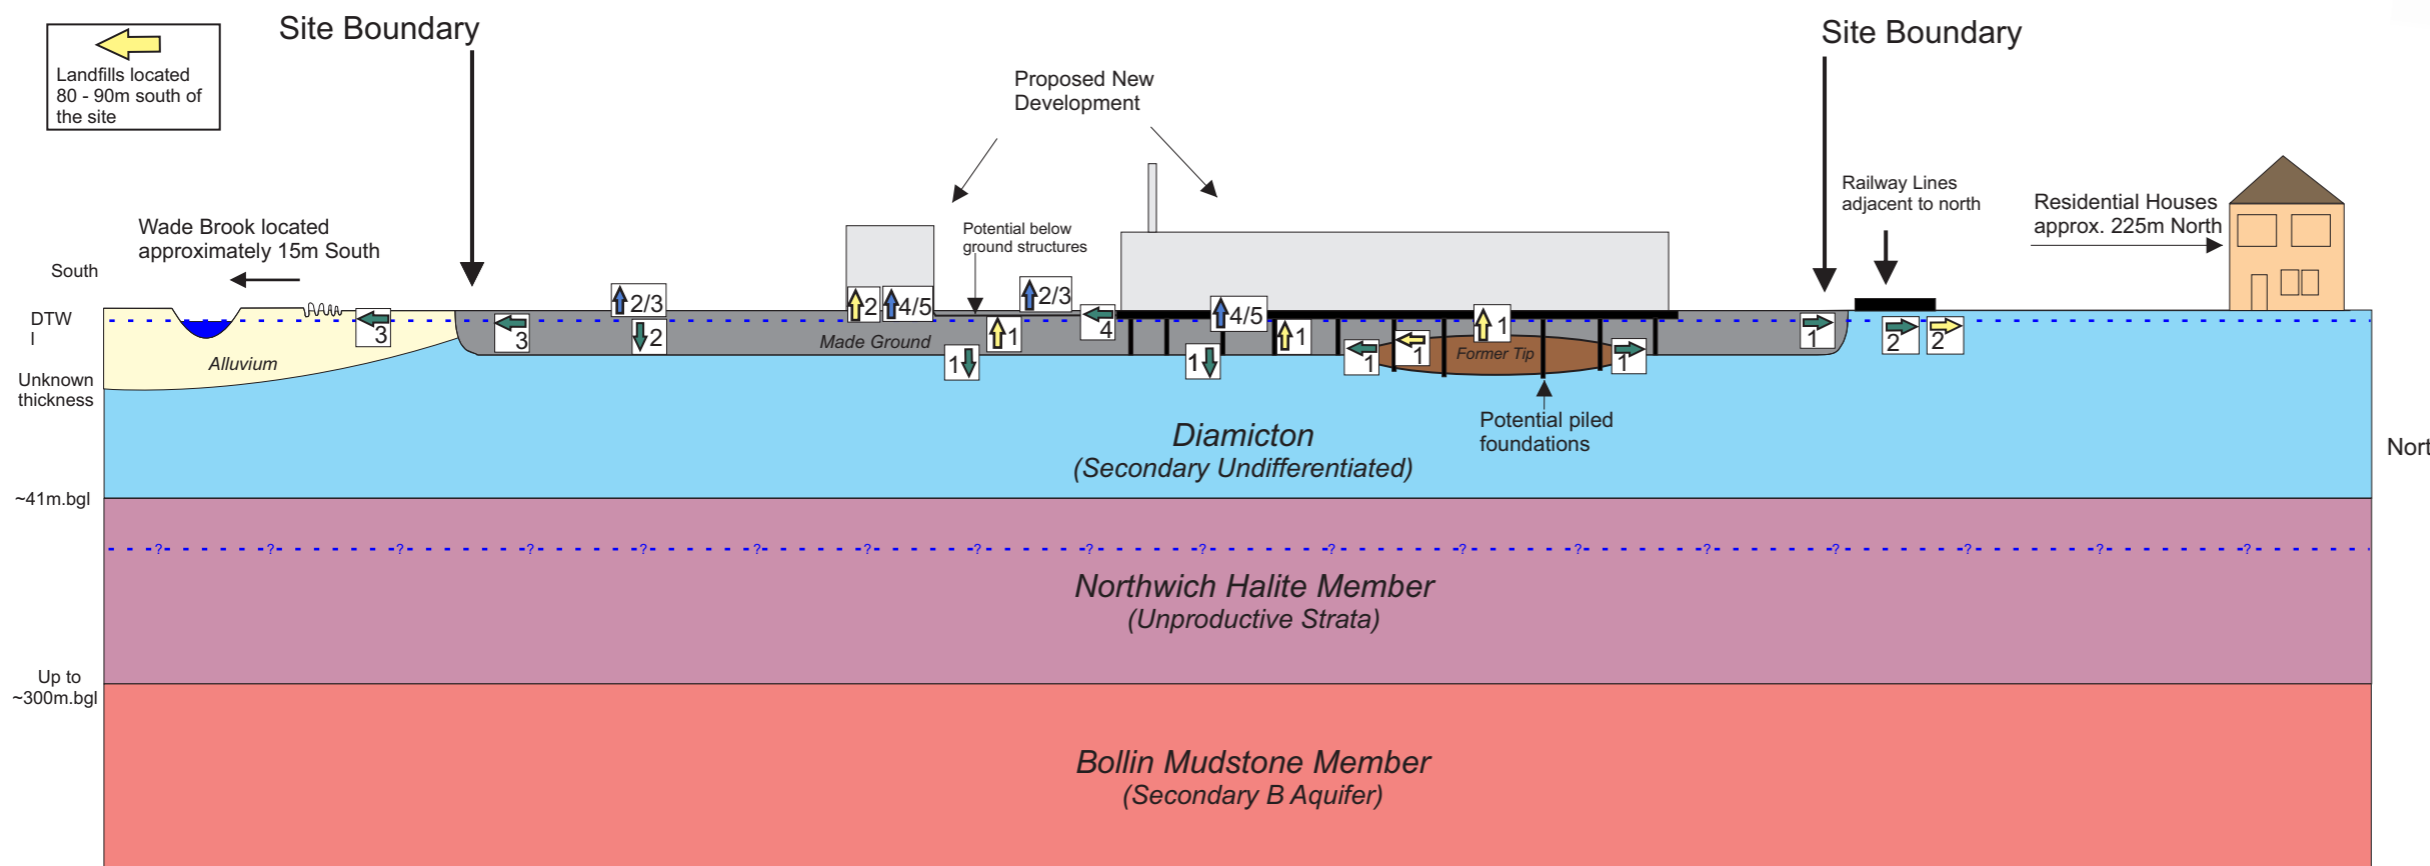 Site Boundary
Site Boundary
Landfills located
80 - 90m south of
the site
Proposed New
Development
Railway Lines
adjacent to north
Residential Houses
approx. 225m North
Wade Brook located
approximately 15m South
Potential below
ground structures
South
DTW
l
2/3
2
4/5
2/3
4/5
1
3
3
2
4
1
1
1
1
1
1
1
1
2
2
Made Ground
Former Tip
Alluvium
Unknown
thickness
Potential piled
foundations
Diamicton
(Secondary Undifferentiated)
Nort
~41m.bgl
-?- -?- -?- -?- -?- -?- -?- -?- -?- -?- -?- -?- -?- -?- -?- -?- -?- -?-
Northwich Halite Member
(Unproductive Strata)
Up to
~300m.bgl
Bollin Mudstone Member
(Secondary B Aquifer)